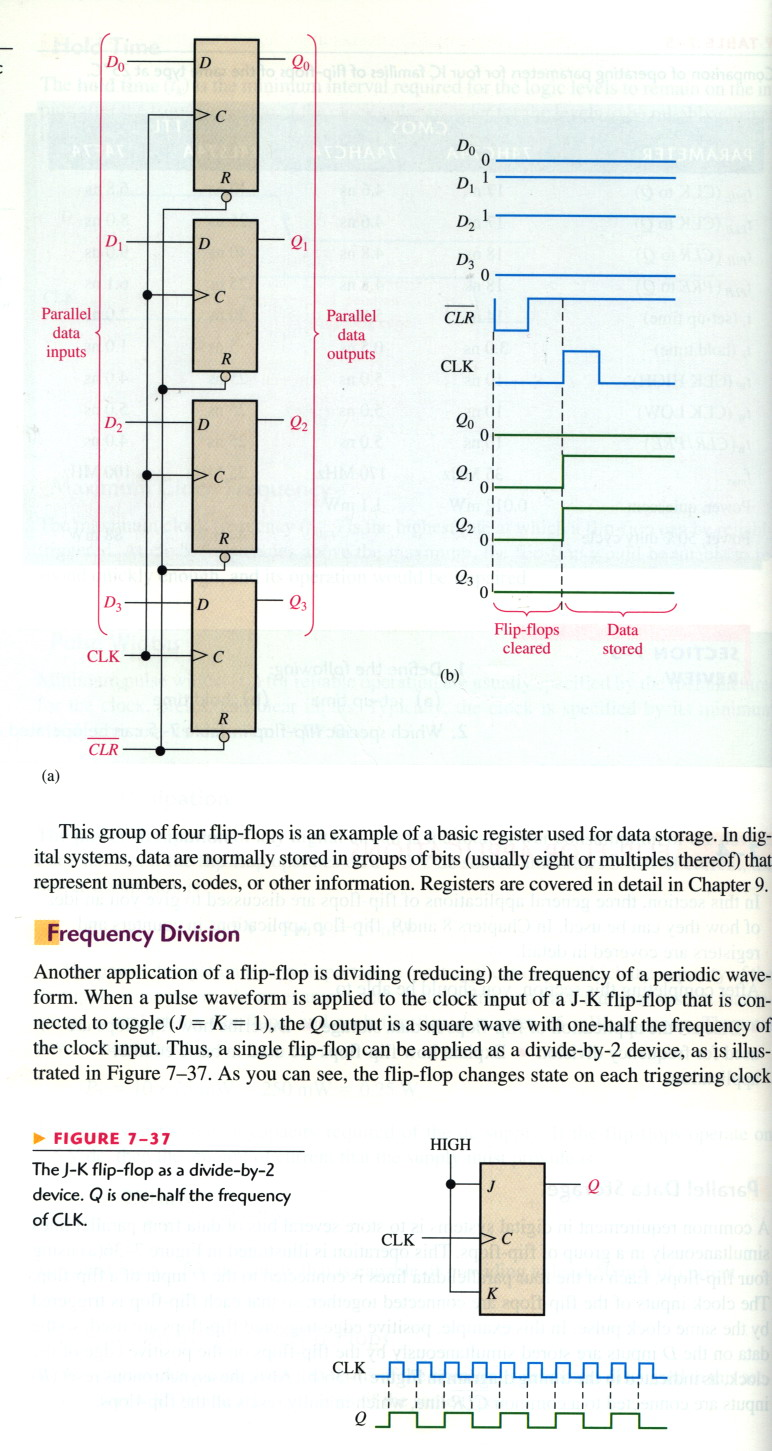 D0 D Q0
C
R
D1 D Q1
C
Parallel data inputs
Parallel data outputs
R
D2 D Q2
C
R
D3 D Q3
CLK C
R
CLR
(a)
D0 0
D1 1
D2 1
D3 0
CLR
CLK
Q0 0
Q1 0
Q2 0
Q3 0
Flip-flops cleared
Data stored
(b)
This group of four flip-flops is an example of a basic register used for data storage. In dig-
ital systems, data are normally stored in groups of bits (usually eight or multiples thereof) that
represent numbers, codes, or other information. Registers are covered in detail in Chapter 9.
Frequency Division
Another application of a flip-flop is dividing (reducing) the frequency of a periodic wave-
form. When a pulse waveform is applied to the clock input of a J-K flip-flop that is con-
nected to toggle (J = K = 1), the Q output is a square wave with one-half the frequency of
the clock input. Thus, a single flip-flop can be applied as a divide-by-2 device, as is illus-
trated in Figure 7–37. As you can see, the flip-flop changes state on each triggering clock
▶ FIGURE 7–37
The J-K flip-flop as a divide-by-2
device. Q is one-half the frequency
of CLK.
HIGH
J Q
CLK C
K
CLK
Q